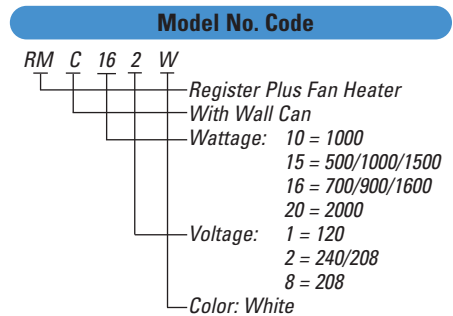 Model No. Code
RM C 16 2 W
Register Plus Fan Heater
With Wall Can
Wattage: 10 = 1000
15 = 500/1000/1500
16 = 700/900/1600
20 = 2000
Voltage: 1 = 120
2 = 240/208
8 = 208
Color: White